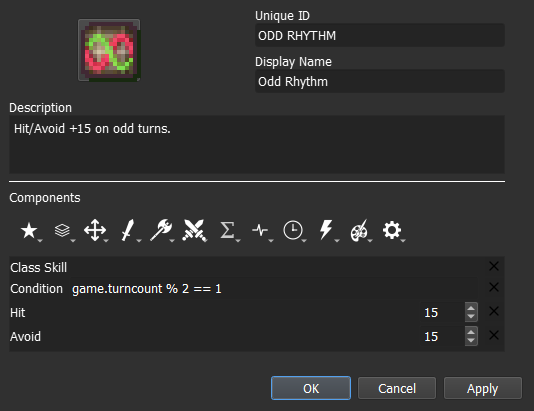 Unique ID
ODD RHYTHM
Display Name
Odd Rhythm
Description
Hit/Avoid +15 on odd turns.
Components
Class Skill
Condition game.turncount % 2 == 1
Hit 15
Avoid 15
OK Cancel Apply